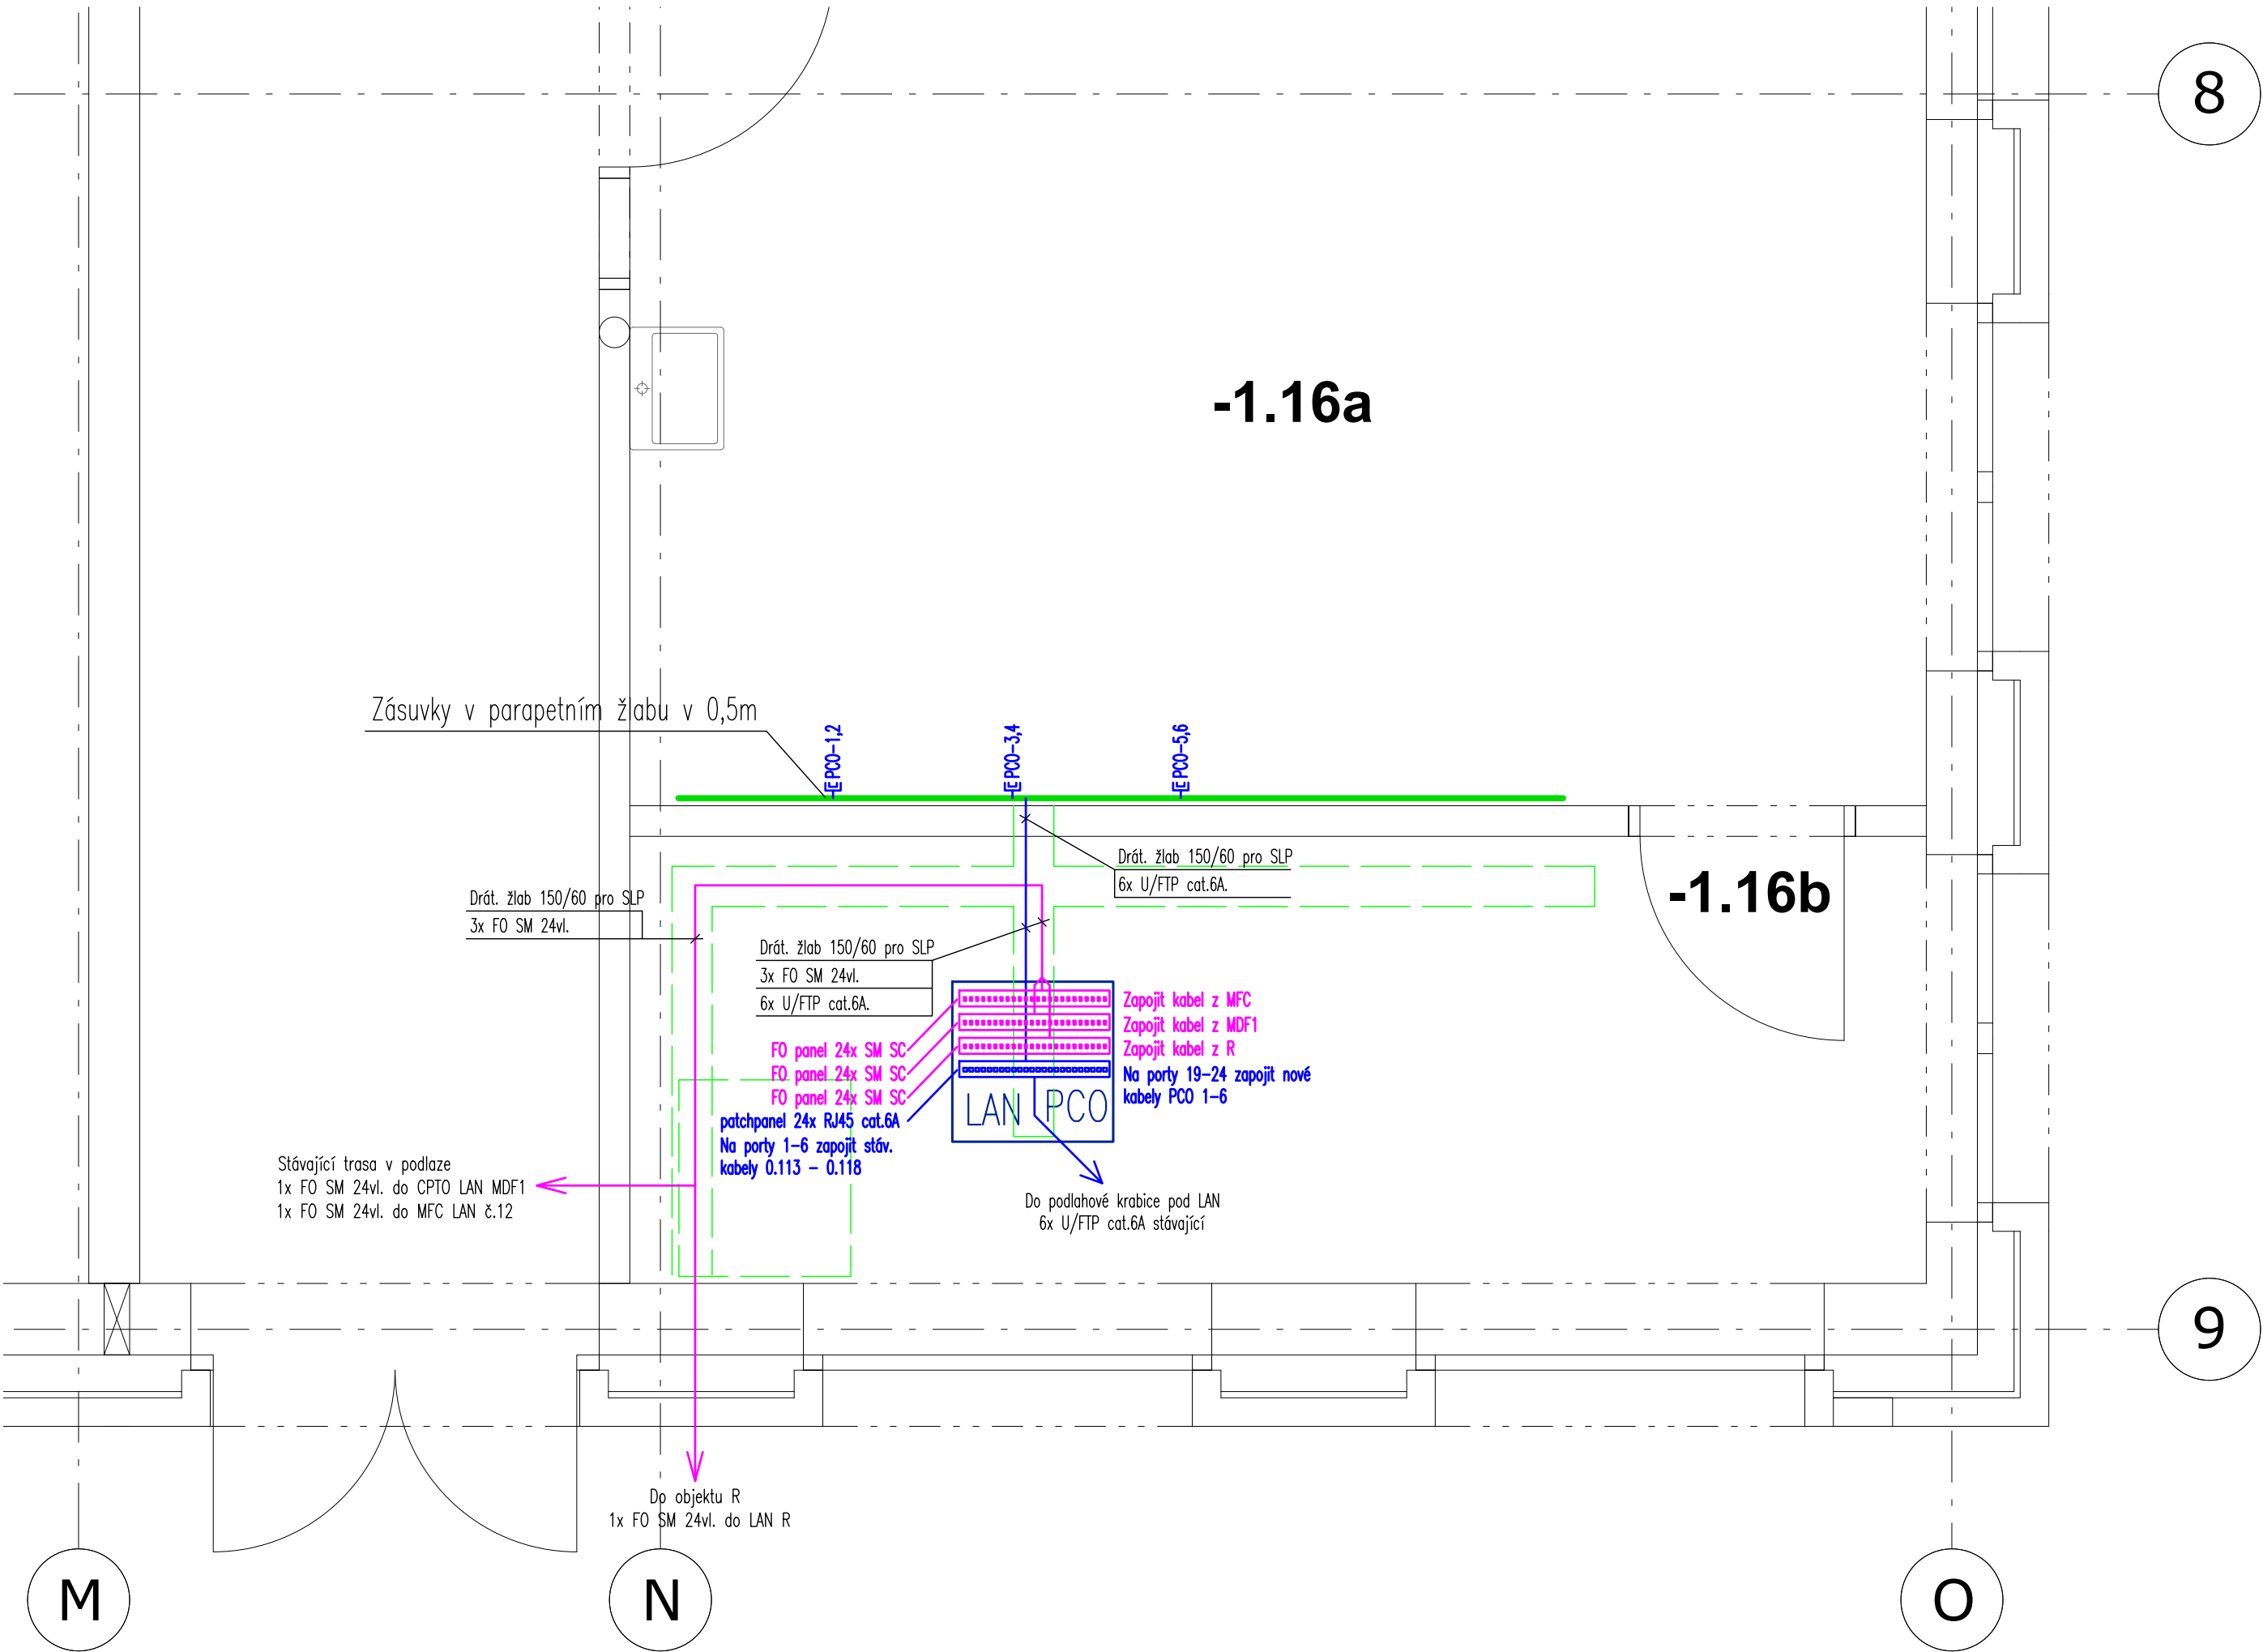 8
-1.16a
Zásuvky v parapetním žlabu v 0,5m
PCO-1,2
PCO-3,4
PCO-5,6
Drát. žlab 150/60 pro SLP
6x U/FTP cat.6A.
-1.16b
Drát. žlab 150/60 pro SLP
3x FO SM 24vl.
Drát. žlab 150/60 pro SLP
3x FO SM 24vl.
6x U/FTP cat.6A.
Zapojit kabel z MFC
Zapojit kabel z MDF1
Zapojit kabel z R
Na porty 19-24 zapojit nové
kabely PCO 1-6
FO panel 24x SM SC
FO panel 24x SM SC
FO panel 24x SM SC
patchpanel 24x RJ45 cat.6A
Na porty 1-6 zapojit stáv.
kabely 0.113 - 0.118
LAN PCO
Stávající trasa v podlaze
1x FO SM 24vl. do CPTO LAN MDF1
1x FO SM 24vl. do MFC LAN č.12
Do podlahové krabice pod LAN
6x U/FTP cat.6A stávající
9
Do objektu R
1x FO SM 24vl. do LAN R
M
N
O